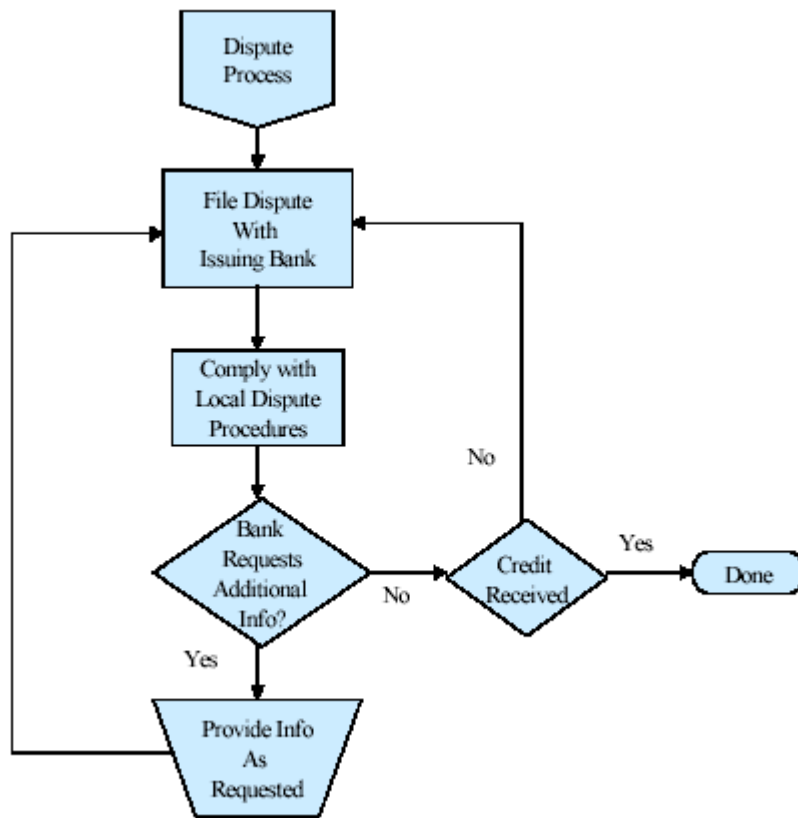 Dispute
Process
File Dispute
With
Issuing Bank
Comply with
Local Dispute
Procedures
No
Bank
Requests
Additional
Info?
No
Credit
Received
Yes
Done
Yes
Provide Info
As
Requested